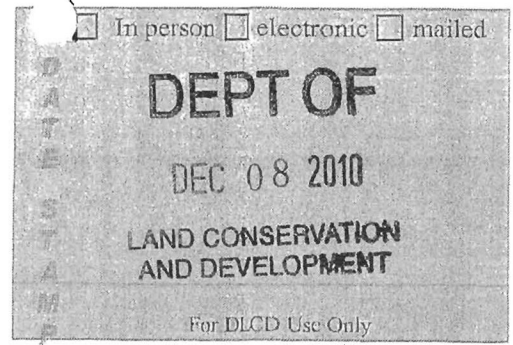 ☐ In person ☐ electronic ☐ mailed
DATE STAMP
DEPT OF
DEC 08 2010
LAND CONSERVATION
AND DEVELOPMENT
For DLCD Use Only